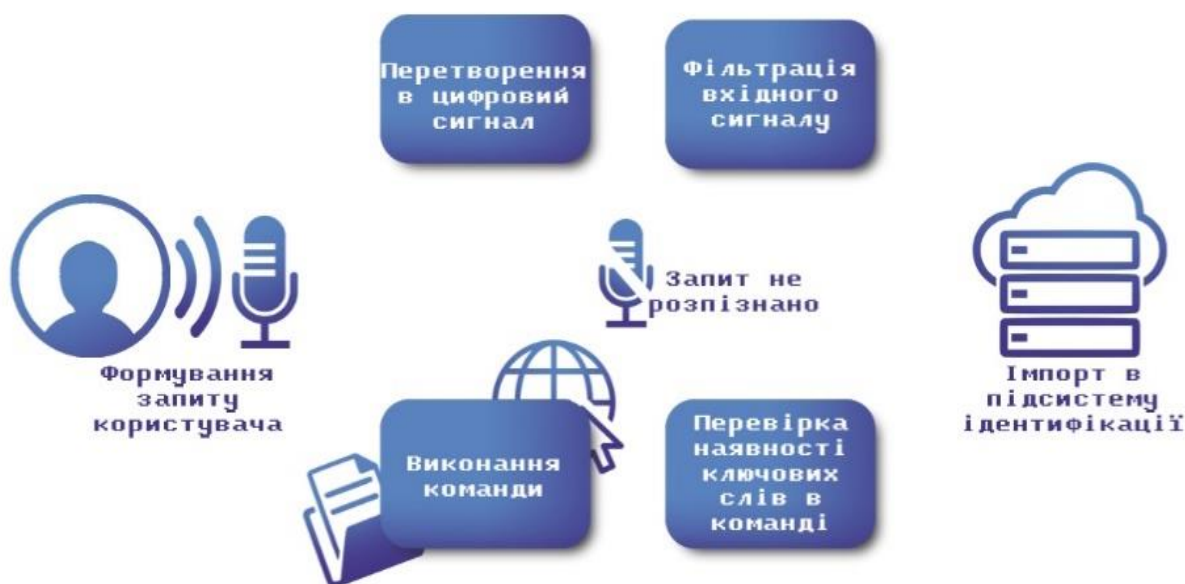 Перетворення
в цифровий
сигнал
Фільтрація
вхідного
сигналу
Запит не
розпізнано
Формування
запиту
користувача
Імпорт в
підсистему
ідентифікації
Виконання
команди
Перевірка
наявності
ключових
слів в
команді